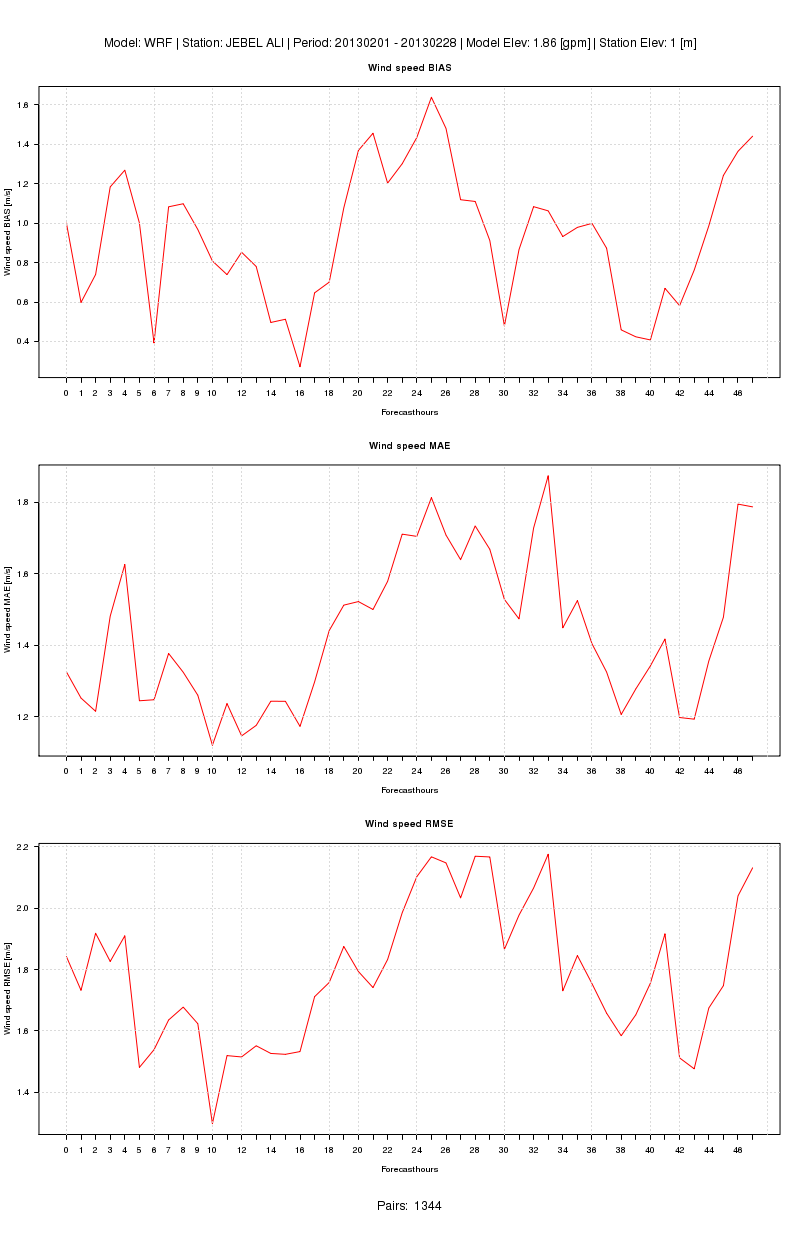 Model: WRF | Station: JEBEL ALI | Period: 20130201 - 20130228 | Model Elev: 1.86 [gpm] | Station Elev: 1 [m]
Wind speed BIAS
Wind speed BIAS [m/s]
1.6
1.4
1.2
1.0
0.8
0.6
0.4
0 1 2 3 4 5 6 7 8 9 10 12 14 16 18 20 22 24 26 28 30 32 34 36 38 40 42 44 46
Forecasthours
Wind speed MAE
Wind speed MAE [m/s]
1.8
1.6
1.4
1.2
0 1 2 3 4 5 6 7 8 9 10 12 14 16 18 20 22 24 26 28 30 32 34 36 38 40 42 44 46
Forecasthours
Wind speed RMSE
Wind speed RMSE [m/s]
2.2
2.0
1.8
1.6
1.4
0 1 2 3 4 5 6 7 8 9 10 12 14 16 18 20 22 24 26 28 30 32 34 36 38 40 42 44 46
Forecasthours
Pairs: 1344